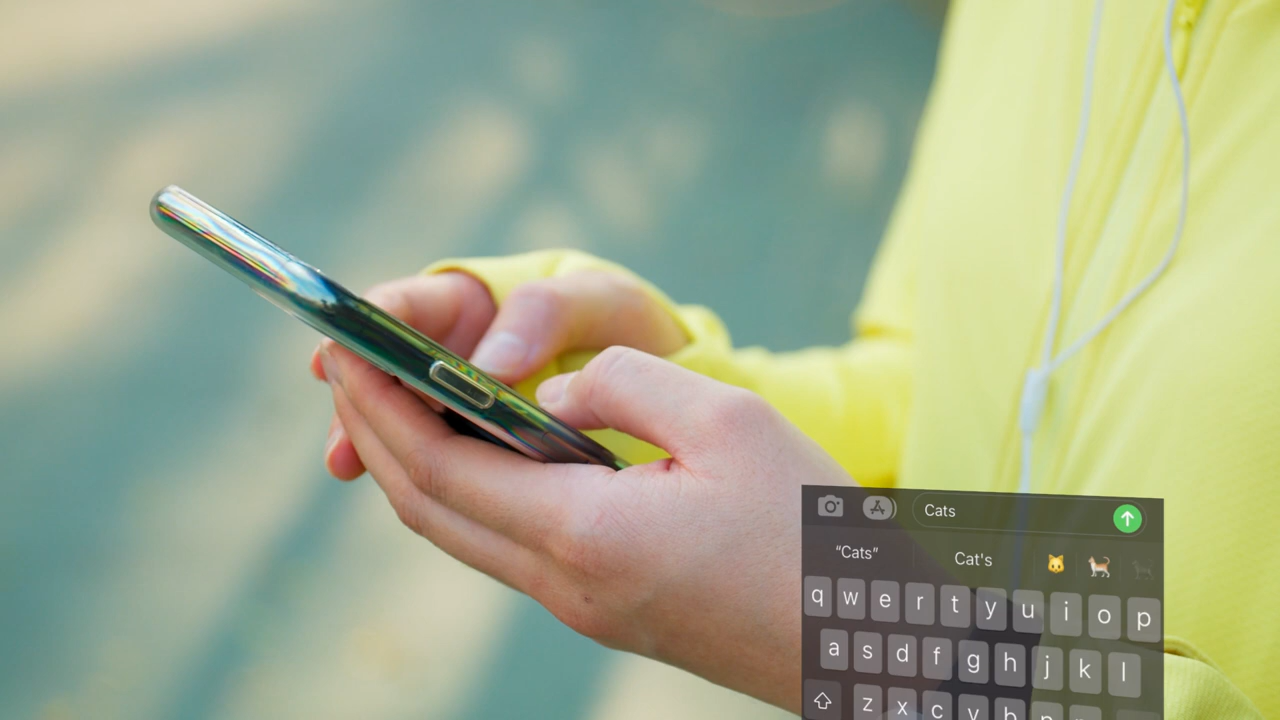 Cats
“Cats” Cat's 🐱 🐈
q w e r t y u i o p
a s d f g h j k l
z x c v b n